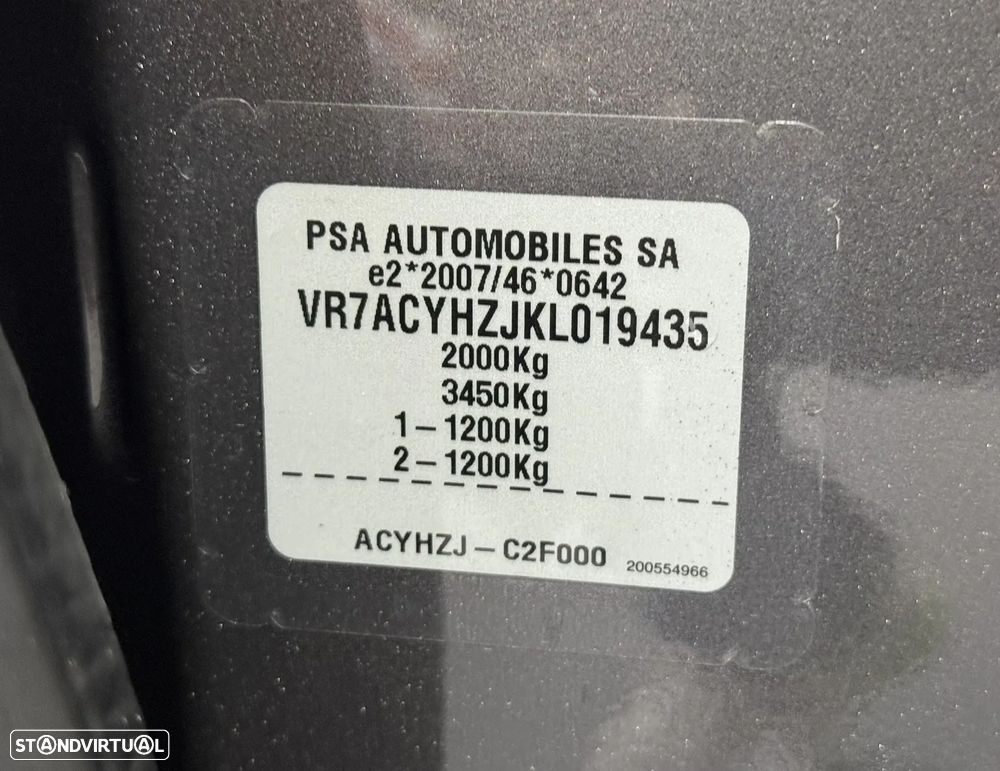 PSA AUTOMOBILES SA
e2*2007/46*0642
VR7ACYHZJKL019435
2000Kg
3450Kg
1-1200Kg
2-1200Kg
ACYHZJ-C2F000
200554966
STANDVIRTUAL